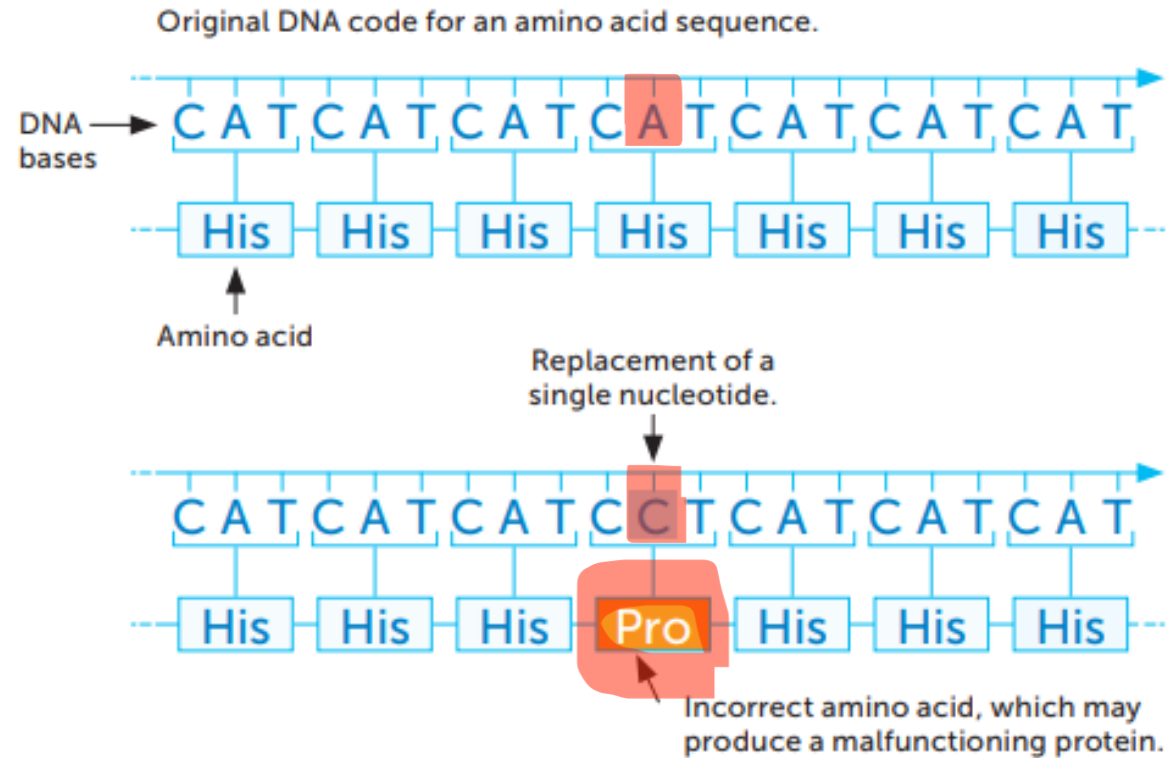 Original DNA code for an amino acid sequence.
DNA
bases
C A T C A T C A T C A T C A T C A T C A T
His His His His His His His
Amino acid
Replacement of a
single nucleotide.
C A T C A T C A T C C T C A T C A T C A T
His His His Pro His His His
Incorrect amino acid, which may
produce a malfunctioning protein.